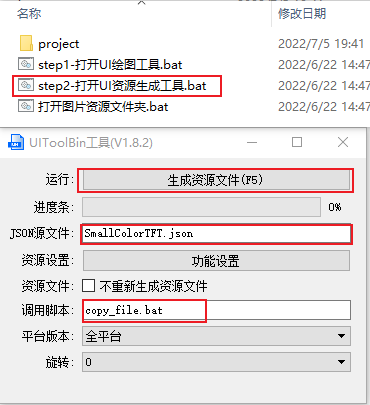 名称 修改日期
project 2022/7/5 19:41
step1-打开UI绘图工具.bat 2022/6/22 14:47
step2-打开UI资源生成工具.bat 2022/6/22 14:47
打开图片资源文件夹.bat 2022/6/22 14:47
UIToolBin工具(V1.8.2)
运行: 生成资源文件(F5)
进度条: 0%
JSON源文件: SmallColorTFT.json
资源设置: 功能设置
资源文件: 不重新生成资源文件
调用脚本: copy_file.bat
平台版本: 全平台
旋转: 0